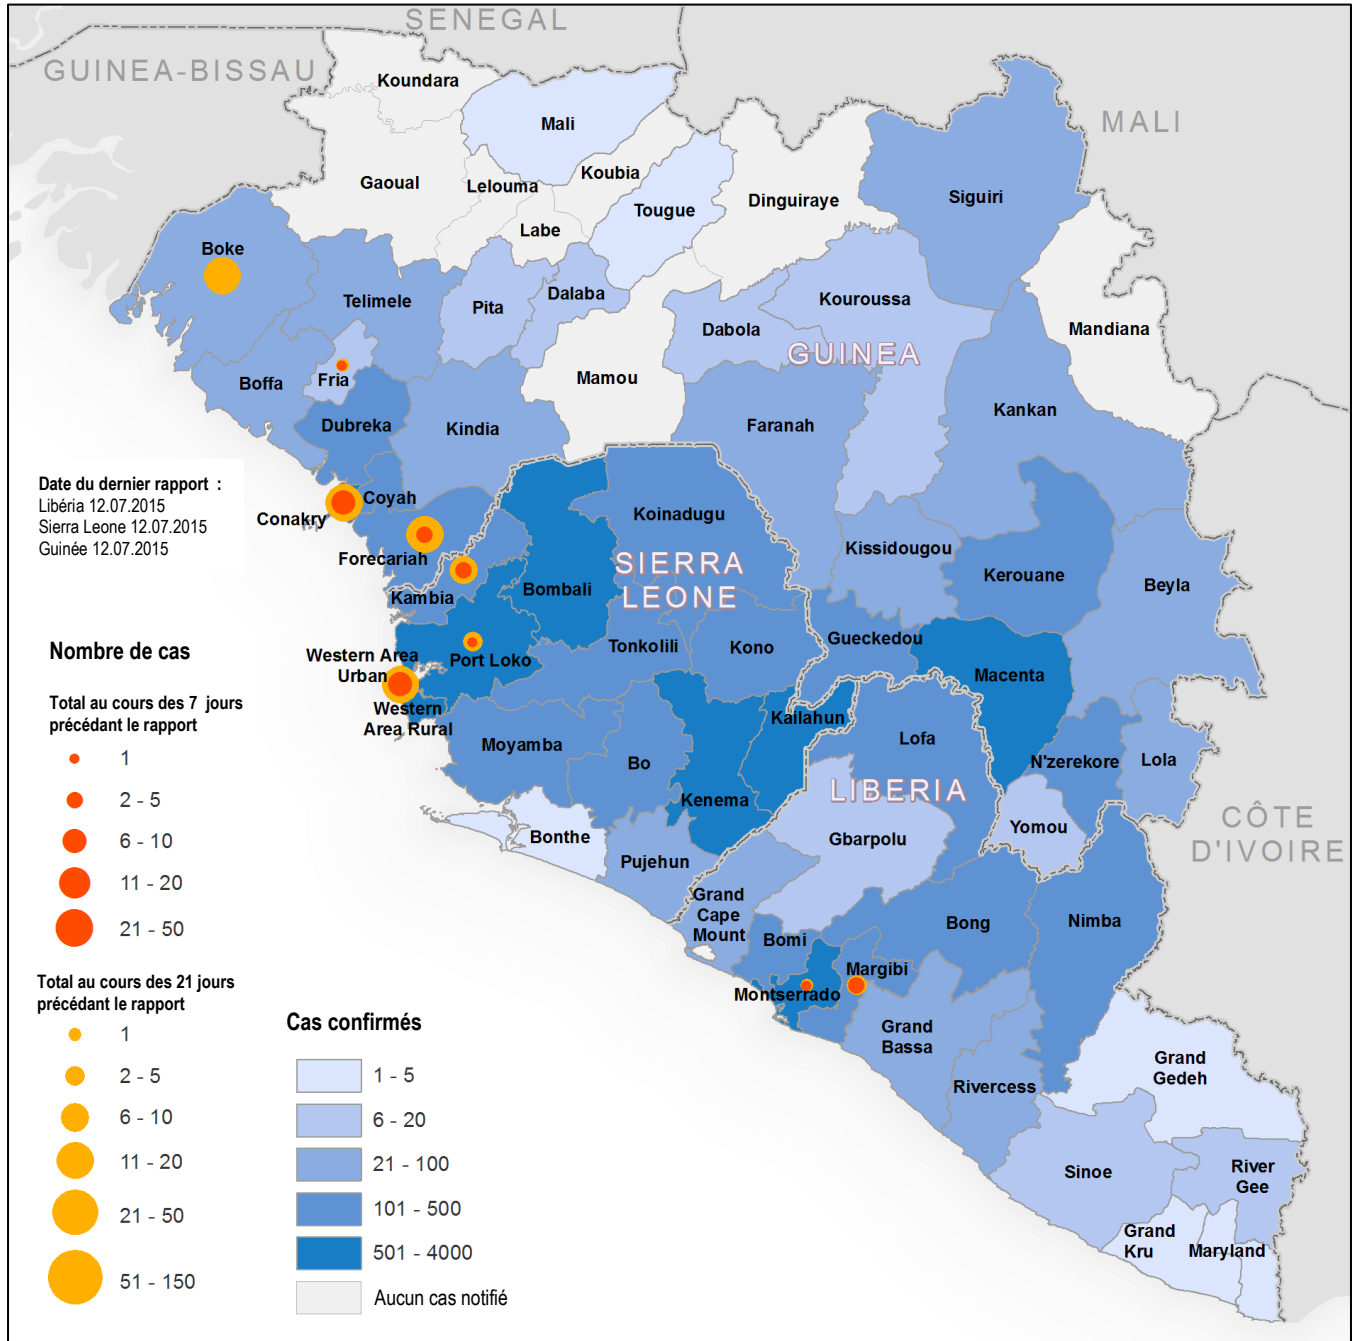 SENEGAL
GUINEA-BISSAU
Koundara
MALI
Mali
Koubia
Gaoual
Lelouma
Tougue
Dinguiraye
Siguiri
Labe
Boke
Telimele
Pita
Dalaba
Kouroussa
Dabola
Mandiana
GUINEA
Boffa
Fria
Mamou
Kankan
Dubreka
Kindia
Faranah
Date du dernier rapport :
Libéria 12.07.2015
Sierra Leone 12.07.2015
Guinée 12.07.2015
Coyah
Conakry
Koinadugu
Forecariah
Kissidougou
SIERRA
LEONE
Kerouane
Beyla
Kambia
Bombali
Gueckedou
Tonkolili
Kono
Western Area
Urban
Port Loko
Macenta
Western
Area Rural
Kailahun
Moyamba
Lofa
Bo
N'zerekore
Lola
Kenema
LIBERIA
Bonthe
Gbarpolu
Yomou
CÔTE
D'IVOIRE
Pujehun
Grand
Cape
Mount
Bomi
Bong
Nimba
Margibi
Montserrado
Grand
Bassa
Rivercess
Grand
Gedeh
Sinoe
River
Gee
Grand
Kru
Maryland
Nombre de cas
Total au cours des 7 jours
précédant le rapport
1
2 - 5
6 - 10
11 - 20
21 - 50
Total au cours des 21 jours
précédant le rapport
1
2 - 5
6 - 10
11 - 20
21 - 50
51 - 150
Cas confirmés
1 - 5
6 - 20
21 - 100
101 - 500
501 - 4000
Aucun cas notifié